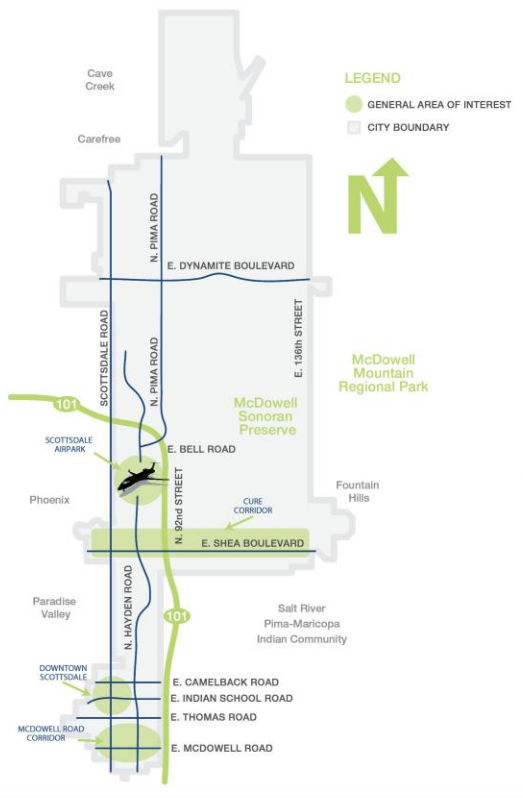 Cave
Creek
LEGEND
GENERAL AREA OF INTEREST
CITY BOUNDARY
Carefree
N
N. PIMA ROAD
E. DYNAMITE BOULEVARD
SCOTTSDALE ROAD
E. 136th STREET
N. PIMA ROAD
McDowell
Mountain
Regional Park
101
McDowell
Sonoran
Preserve
SCOTTSDALE
AIRPARK
E. BELL ROAD
Phoenix
N. 92nd STREET
Fountain
Hills
CURE
CORRIDOR
E. SHEA BOULEVARD
N. HAYDEN ROAD
Paradise
Valley
101
Salt River
Pima-Maricopa
Indian Community
DOWNTOWN
SCOTTSDALE
E. CAMELBACK ROAD
E. INDIAN SCHOOL ROAD
E. THOMAS ROAD
MCDOWELL ROAD
CORRIDOR
E. MCDOWELL ROAD